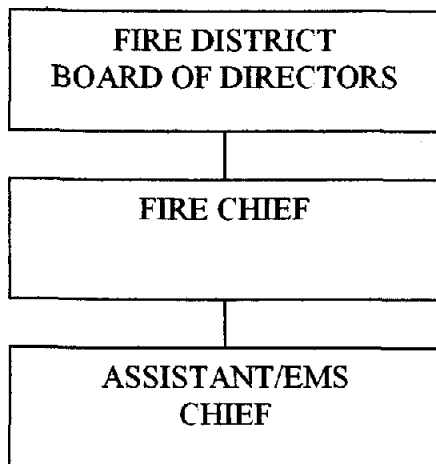 FIRE DISTRICT
BOARD OF DIRECTORS
FIRE CHIEF
ASSISTANT/EMS
CHIEF